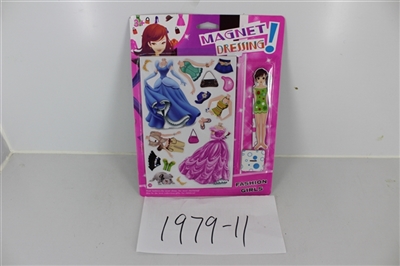 MAGNET
DRESSING!
FASHION
GIRLS
1979-11